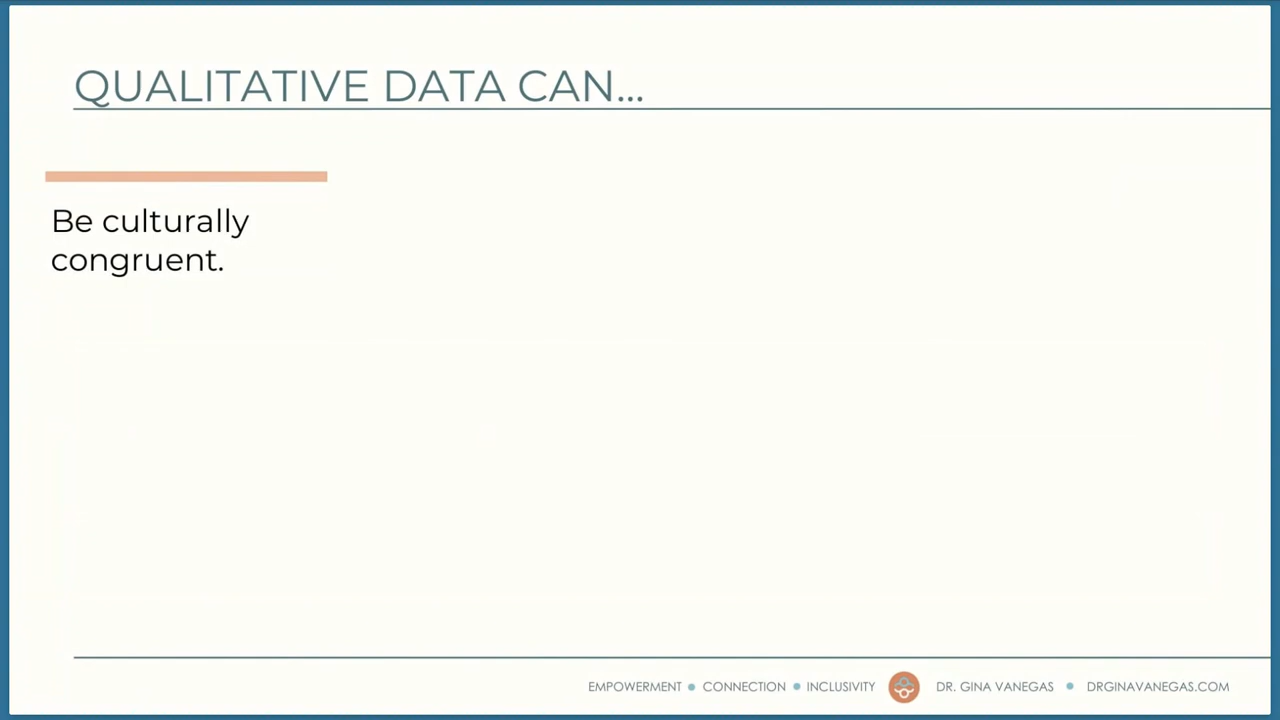 QUALITATIVE DATA CAN...
Be culturally
congruent.
EMPOWERMENT • CONNECTION • INCLUSIVITY DR. GINA VANEGAS • DRGINAVANEGAS.COM